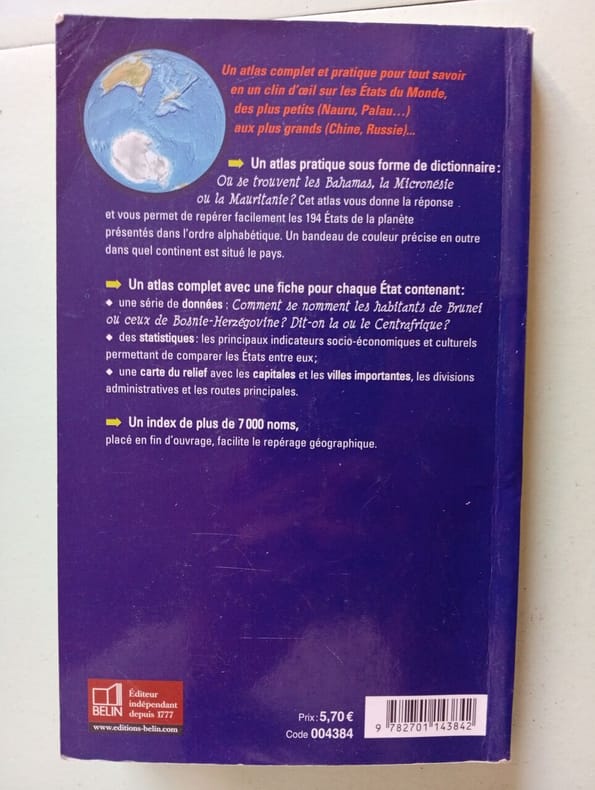 Un atlas complet et pratique pour tout savoir
en un clin d'œil sur les États du Monde,
des plus petits (Nauru, Palau...)
aux plus grands (Chine, Russie)...
Un atlas pratique sous forme de dictionnaire :
Où se trouvent les Bahamas, la Micronésie
ou la Mauritanie ? Cet atlas vous donne la réponse .
et vous permet de repérer facilement les 194 États de la planète
présentés dans l'ordre alphabétique. Un bandeau de couleur précise en outre
dans quel continent est situé le pays.
Un atlas complet avec une fiche pour chaque État contenant :
◆ une série de données : Comment se nomment les habitants de Brunei
ou ceux de Bosnie-Herzégovine ? Dit-on la ou le Centrafrique ?
◆ des statistiques : les principaux indicateurs socio-économiques et culturels
permettant de comparer les États entre eux ;
◆ une carte du relief avec les capitales et les villes importantes, les divisions
administratives et les routes principales.
Un index de plus de 7 000 noms,
placé en fin d'ouvrage, facilite le repérage géographique.
BELIN
Éditeur
indépendant
depuis 1777
www.editions-belin.com
Prix : 5,70 €
Code 004384
9 782701 143842